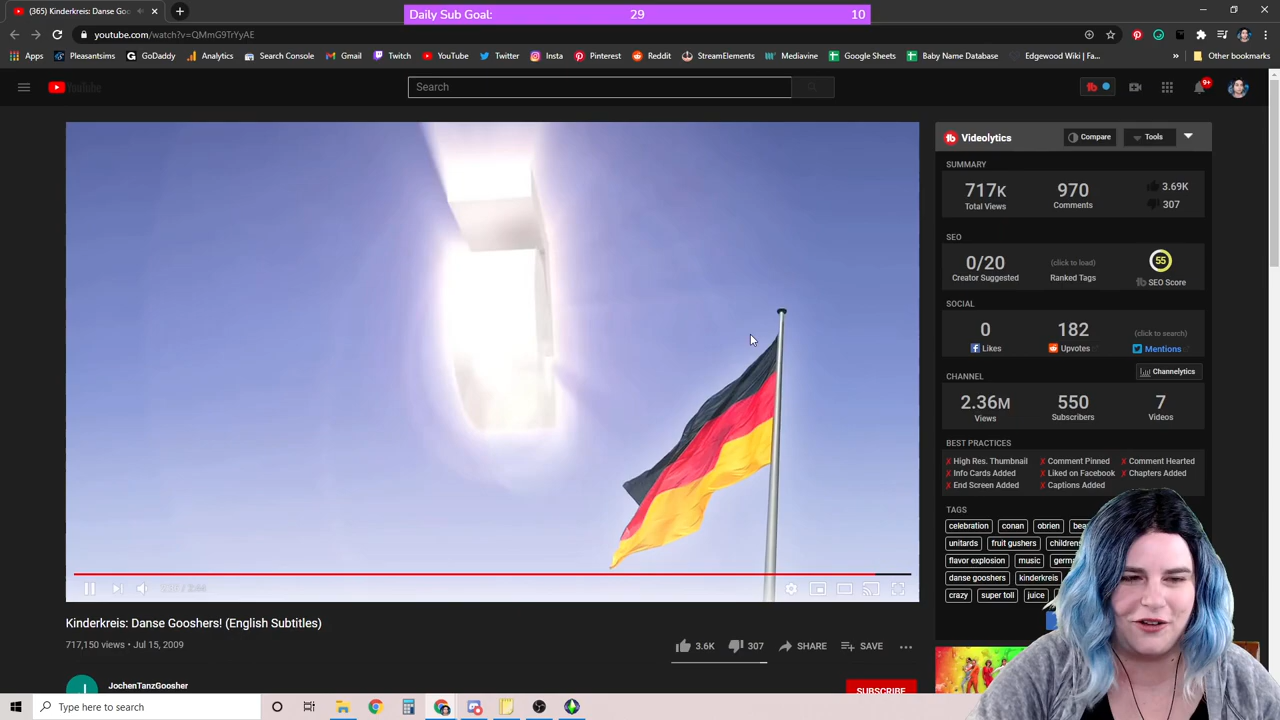 (365) Kinderkreis: Danse Goo
Daily Sub Goal: 29 10
youtube.com/watch?v=QMmG9TrYyAE
Apps Pleasantsims GoDaddy Analytics Search Console Gmail Twitch YouTube Twitter Insta Pinterest Reddit StreamElements Mediavine Google Sheets Baby Name Database Edgewood Wiki | Fa... » Other bookmarks
YouTube
Search
9+
Videolytics Compare Tools
SUMMARY
717K 970 3.69K
Total Views Comments 307
SEO
0/20 (click to load) 55
Creator Suggested Ranked Tags SEO Score
SOCIAL
0 182 (click to search)
Likes Upvotes Mentions
CHANNEL Channelytics
2.36M 550 7
Views Subscribers Videos
BEST PRACTICES
x High Res. Thumbnail x Comment Pinned x Comment Hearted
x Info Cards Added x Liked on Facebook x Chapters Added
x End Screen Added x Captions Added
TAGS
celebration conan obrien
unitards fruit gushers
flavor explosion music
danse gooshers kinderkreis
crazy super toll juice
Kinderkreis: Danse Gooshers! (English Subtitles)
717,150 views • Jul 15, 2009
3.6K 307 SHARE SAVE
J JochenTanzGoosher
SUBSCRIBE
Type here to search